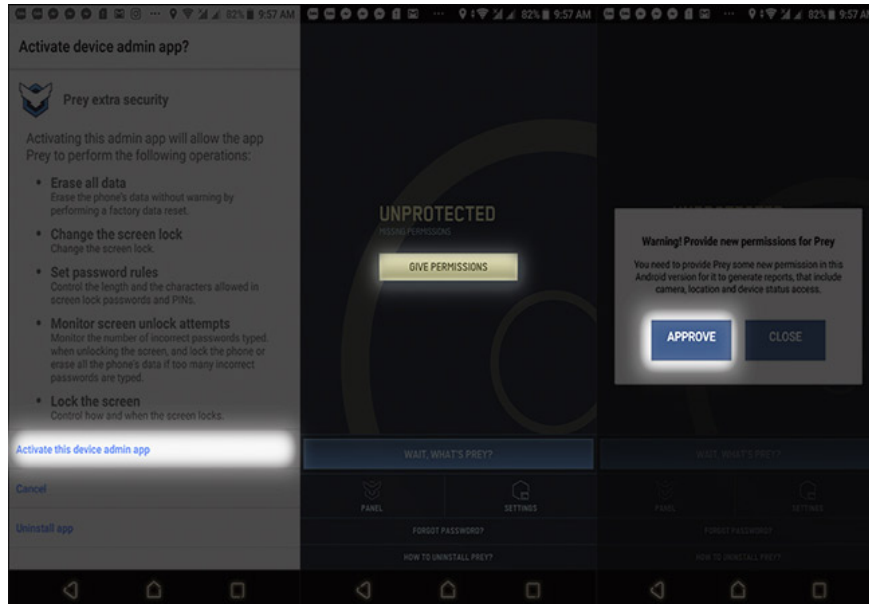 82% 9:57 AM
Activate device admin app?
Prey extra security
Activating this admin app will allow the app
Prey to perform the following operations:
• Erase all data
Erase the phone's data without warning by
performing a factory data reset.
• Change the screen lock
Change the screen lock.
• Set password rules
Control the length and the characters allowed in
screen lock passwords and PINs.
• Monitor screen unlock attempts
Monitor the number of incorrect passwords typed.
when unlocking the screen, and lock the phone or
erase all the phone's data if too many incorrect
passwords are typed.
• Lock the screen
Control how and when the screen locks.
Activate this device admin app
Cancel
Uninstall app
82% 9:57 AM
UNPROTECTED
MISSING PERMISSIONS
GIVE PERMISSIONS
WAIT, WHAT'S PREY?
PANEL
SETTINGS
FORGOT PASSWORD?
HOW TO UNINSTALL PREY?
82% 9:57 AM
Warning! Provide new permissions for Prey
You need to provide Prey some new permission in this
Android version for it to generate reports, that include
camera, location and device status access.
APPROVE
CLOSE
WAIT, WHAT'S PREY?
PANEL
SETTINGS
FORGOT PASSWORD?
HOW TO UNINSTALL PREY?